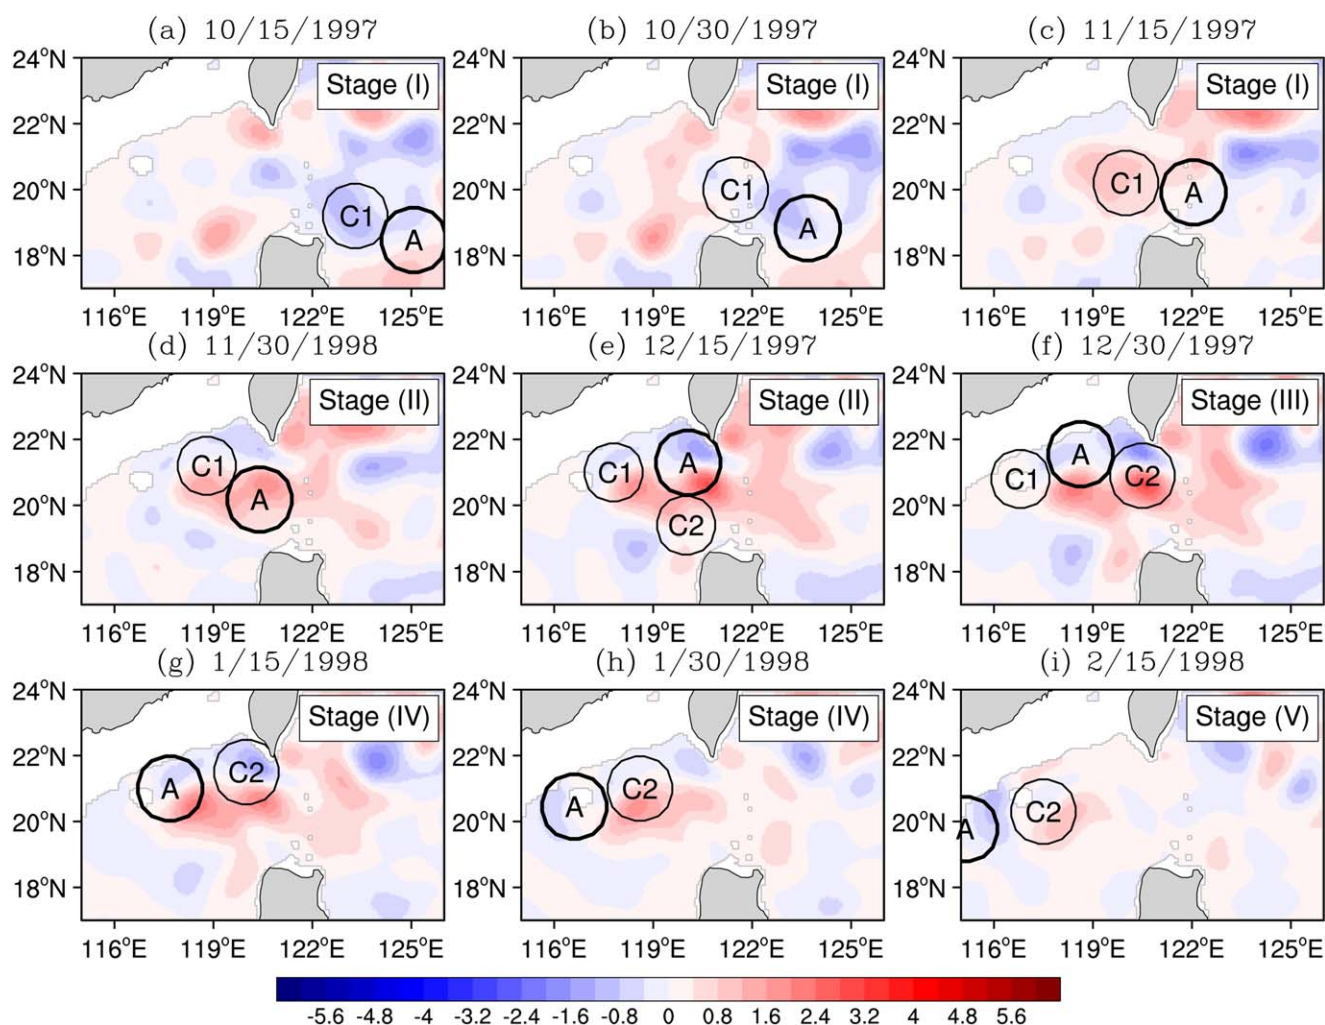 (a) 10/15/1997 (b) 10/30/1997 (c) 11/15/1997
24°N Stage (I) 24°N Stage (I) 24°N Stage (I)
22°N 22°N 22°N
20°N C1 20°N C1 20°N C1 A
18°N A 18°N A 18°N
116°E 119°E 122°E 125°E 116°E 119°E 122°E 125°E 116°E 119°E 122°E 125°E
(d) 11/30/1998 (e) 12/15/1997 (f) 12/30/1997
24°N Stage (II) 24°N Stage (II) 24°N Stage (III)
22°N 22°N 22°N
C1 C1 A C1 A C2
20°N A 20°N C2 20°N
18°N 18°N 18°N
116°E 119°E 122°E 125°E 116°E 119°E 122°E 125°E 116°E 119°E 122°E 125°E
(g) 1/15/1998 (h) 1/30/1998 (i) 2/15/1998
24°N Stage (IV) 24°N Stage (IV) 24°N Stage (V)
22°N 22°N 22°N
A C2 A C2 A C2
20°N 20°N 20°N
18°N 18°N 18°N
116°E 119°E 122°E 125°E 116°E 119°E 122°E 125°E 116°E 119°E 122°E 125°E
-5.6 -4.8 -4 -3.2 -2.4 -1.6 -0.8 0 0.8 1.6 2.4 3.2 4 4.8 5.6